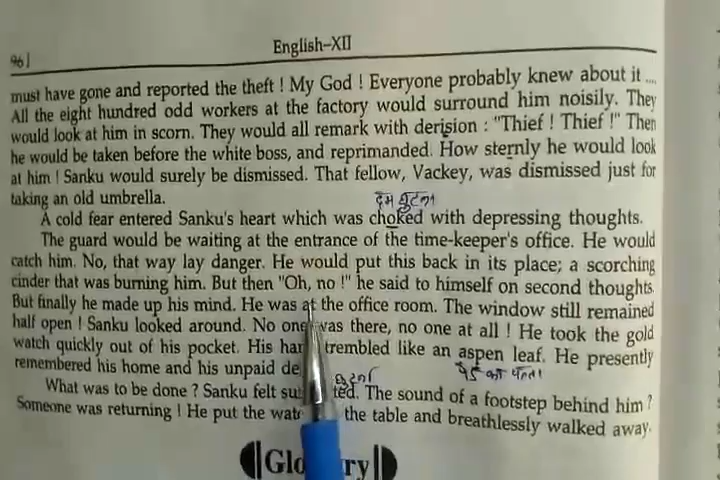 96]
English–XII
must have gone and reported the theft ! My God ! Everyone probably knew about it ....
All the eight hundred odd workers at the factory would surround him noisily. They
would look at him in scorn. They would all remark with derision : "Thief ! Thief !" Then
he would be taken before the white boss, and reprimanded. How sternly he would look
at him ! Sanku would surely be dismissed. That fellow, Vackey, was dismissed just for
taking an old umbrella.
दम घुटना
A cold fear entered Sanku's heart which was choked with depressing thoughts.
The guard would be waiting at the entrance of the time-keeper's office. He would
catch him. No, that way lay danger. He would put this back in its place; a scorching
cinder that was burning him. But then "Oh, no !" he said to himself on second thoughts.
But finally he made up his mind. He was at the office room. The window still remained
half open ! Sanku looked around. No one was there, no one at all ! He took the gold
watch quickly out of his pocket. His trembled like an aspen leaf. He presently
remembered his home and his unpaid
What was to be done ? Sanku felt The sound of a footstep behind him ?
Someone was returning ! He put the the table and breathlessly walked away.